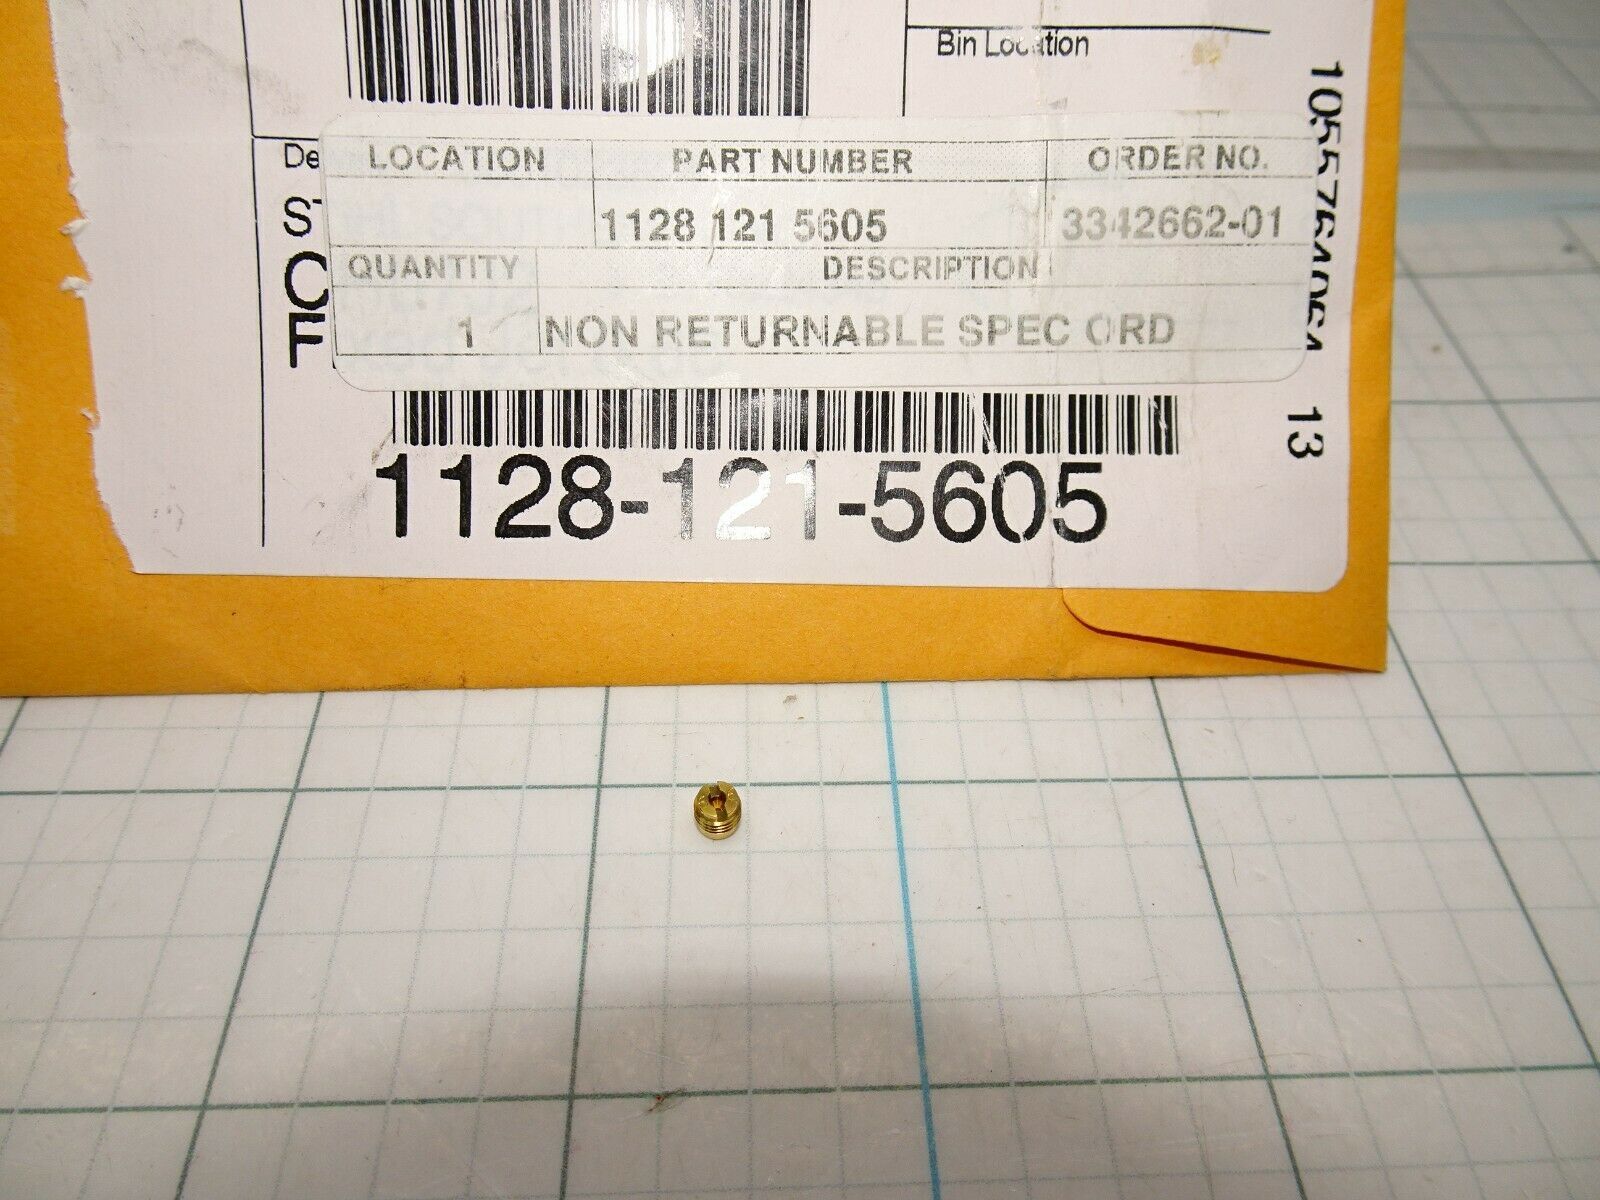 Bin Location
De
LOCATION PART NUMBER ORDER NO.
1128 121 5605 3342662-01
QUANTITY DESCRIPTION
1 NON RETURNABLE SPEC ORD
F
1128-121-5605
13